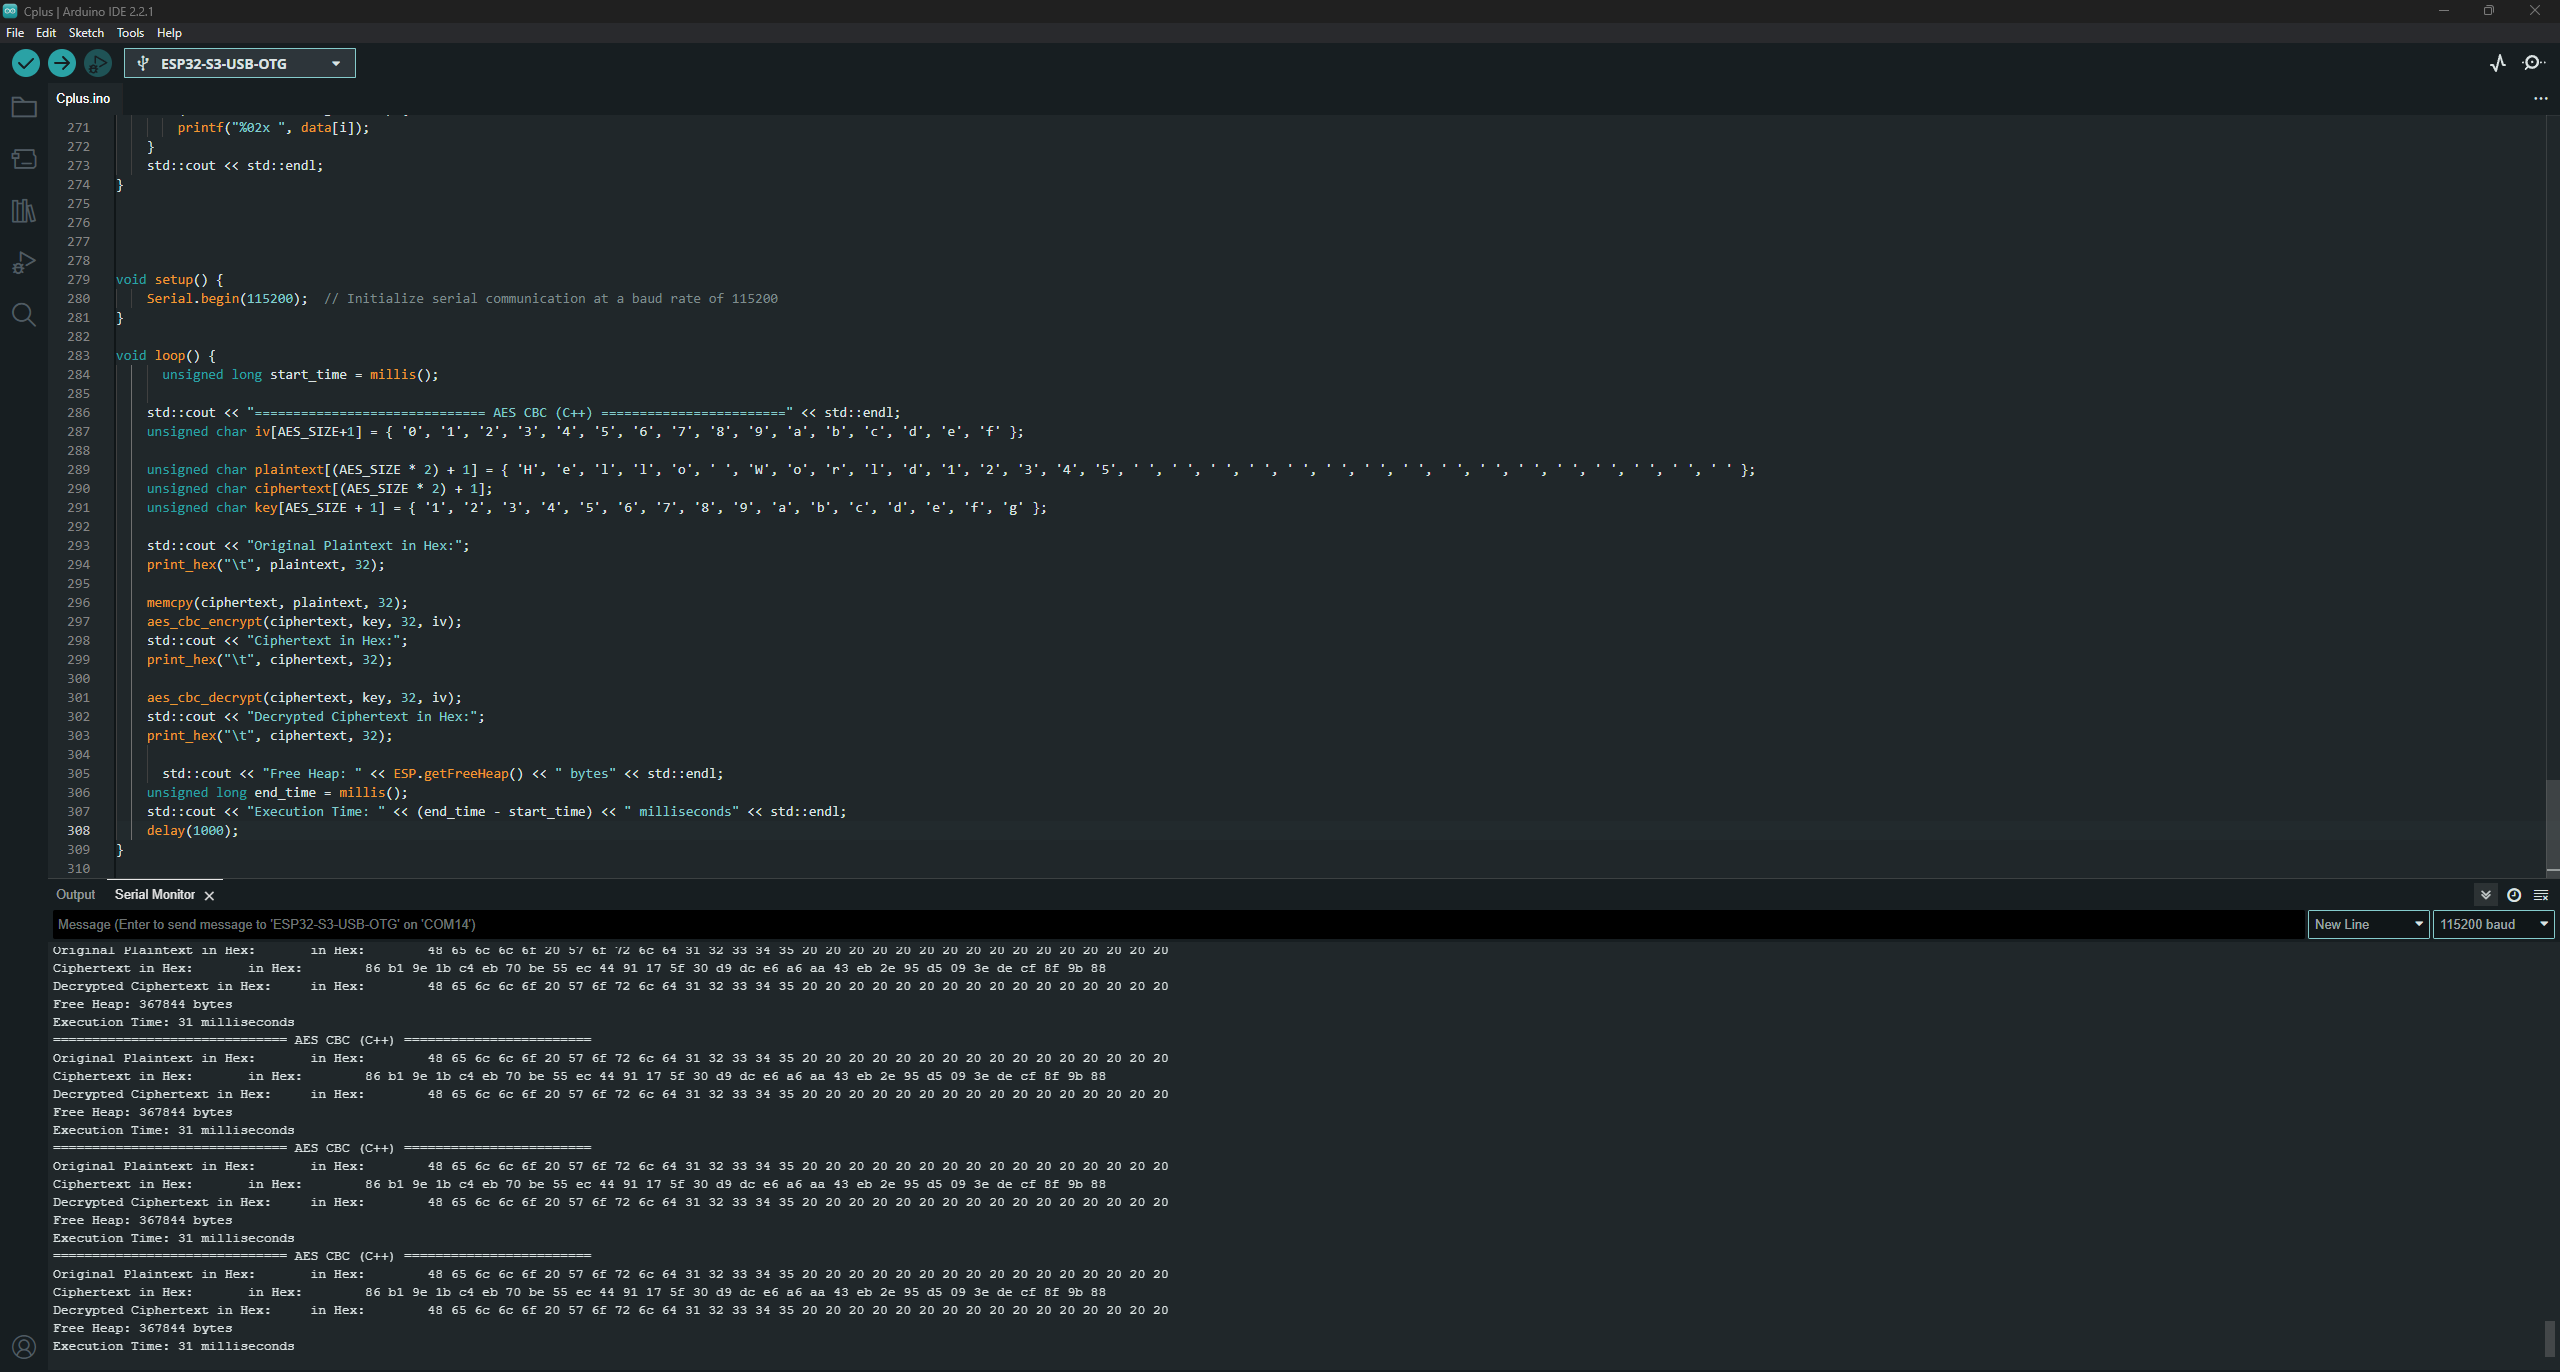 Cplus | Arduino IDE 2.2.1
File Edit Sketch Tools Help
ESP32-S3-USB-OTG
Cplus.ino
271 printf("%02x ", data[i]);
272 }
273 std::cout << std::endl;
274 }
275
276
277
278
279 void setup() {
280 Serial.begin(115200); // Initialize serial communication at a baud rate of 115200
281 }
282
283 void loop() {
284 unsigned long start_time = millis();
285
286 std::cout << "============================== AES CBC (C++) ========================" << std::endl;
287 unsigned char iv[AES_SIZE+1] = { '0', '1', '2', '3', '4', '5', '6', '7', '8', '9', 'a', 'b', 'c', 'd', 'e', 'f' };
288
289 unsigned char plaintext[(AES_SIZE * 2) + 1] = { 'H', 'e', 'l', 'l', 'o', ' ', 'W', 'o', 'r', 'l', 'd', '1', '2', '3', '4', '5', ' ', ' ', ' ', ' ', ' ', ' ', ' ', ' ', ' ', ' ', ' ', ' ', ' ', ' ', ' ', ' ' };
290 unsigned char ciphertext[(AES_SIZE * 2) + 1];
291 unsigned char key[AES_SIZE + 1] = { '1', '2', '3', '4', '5', '6', '7', '8', '9', 'a', 'b', 'c', 'd', 'e', 'f', 'g' };
292
293 std::cout << "Original Plaintext in Hex:";
294 print_hex("\t", plaintext, 32);
295
296 memcpy(ciphertext, plaintext, 32);
297 aes_cbc_encrypt(ciphertext, key, 32, iv);
298 std::cout << "Ciphertext in Hex:";
299 print_hex("\t", ciphertext, 32);
300
301 aes_cbc_decrypt(ciphertext, key, 32, iv);
302 std::cout << "Decrypted Ciphertext in Hex:";
303 print_hex("\t", ciphertext, 32);
304
305 std::cout << "Free Heap: " << ESP.getFreeHeap() << " bytes" << std::endl;
306 unsigned long end_time = millis();
307 std::cout << "Execution Time: " << (end_time - start_time) << " milliseconds" << std::endl;
308 delay(1000);
309 }
310
Output Serial Monitor
Message (Enter to send message to 'ESP32-S3-USB-OTG' on 'COM14') New Line 115200 baud
Original Plaintext in Hex: in Hex: 48 65 6c 6c 6f 20 57 6f 72 6c 64 31 32 33 34 35 20 20 20 20 20 20 20 20 20 20 20 20 20 20 20 20
Ciphertext in Hex: in Hex: 86 b1 9e 1b c4 eb 70 be 55 ec 44 91 17 5f 30 d9 dc e6 a6 aa 43 eb 2e 95 d5 09 3e de cf 8f 9b 88
Decrypted Ciphertext in Hex: in Hex: 48 65 6c 6c 6f 20 57 6f 72 6c 64 31 32 33 34 35 20 20 20 20 20 20 20 20 20 20 20 20 20 20 20 20
Free Heap: 367844 bytes
Execution Time: 31 milliseconds
============================== AES CBC (C++) ========================
Original Plaintext in Hex: in Hex: 48 65 6c 6c 6f 20 57 6f 72 6c 64 31 32 33 34 35 20 20 20 20 20 20 20 20 20 20 20 20 20 20 20 20
Ciphertext in Hex: in Hex: 86 b1 9e 1b c4 eb 70 be 55 ec 44 91 17 5f 30 d9 dc e6 a6 aa 43 eb 2e 95 d5 09 3e de cf 8f 9b 88
Decrypted Ciphertext in Hex: in Hex: 48 65 6c 6c 6f 20 57 6f 72 6c 64 31 32 33 34 35 20 20 20 20 20 20 20 20 20 20 20 20 20 20 20 20
Free Heap: 367844 bytes
Execution Time: 31 milliseconds
============================== AES CBC (C++) ========================
Original Plaintext in Hex: in Hex: 48 65 6c 6c 6f 20 57 6f 72 6c 64 31 32 33 34 35 20 20 20 20 20 20 20 20 20 20 20 20 20 20 20 20
Ciphertext in Hex: in Hex: 86 b1 9e 1b c4 eb 70 be 55 ec 44 91 17 5f 30 d9 dc e6 a6 aa 43 eb 2e 95 d5 09 3e de cf 8f 9b 88
Decrypted Ciphertext in Hex: in Hex: 48 65 6c 6c 6f 20 57 6f 72 6c 64 31 32 33 34 35 20 20 20 20 20 20 20 20 20 20 20 20 20 20 20 20
Free Heap: 367844 bytes
Execution Time: 31 milliseconds
============================== AES CBC (C++) ========================
Original Plaintext in Hex: in Hex: 48 65 6c 6c 6f 20 57 6f 72 6c 64 31 32 33 34 35 20 20 20 20 20 20 20 20 20 20 20 20 20 20 20 20
Ciphertext in Hex: in Hex: 86 b1 9e 1b c4 eb 70 be 55 ec 44 91 17 5f 30 d9 dc e6 a6 aa 43 eb 2e 95 d5 09 3e de cf 8f 9b 88
Decrypted Ciphertext in Hex: in Hex: 48 65 6c 6c 6f 20 57 6f 72 6c 64 31 32 33 34 35 20 20 20 20 20 20 20 20 20 20 20 20 20 20 20 20
Free Heap: 367844 bytes
Execution Time: 31 milliseconds